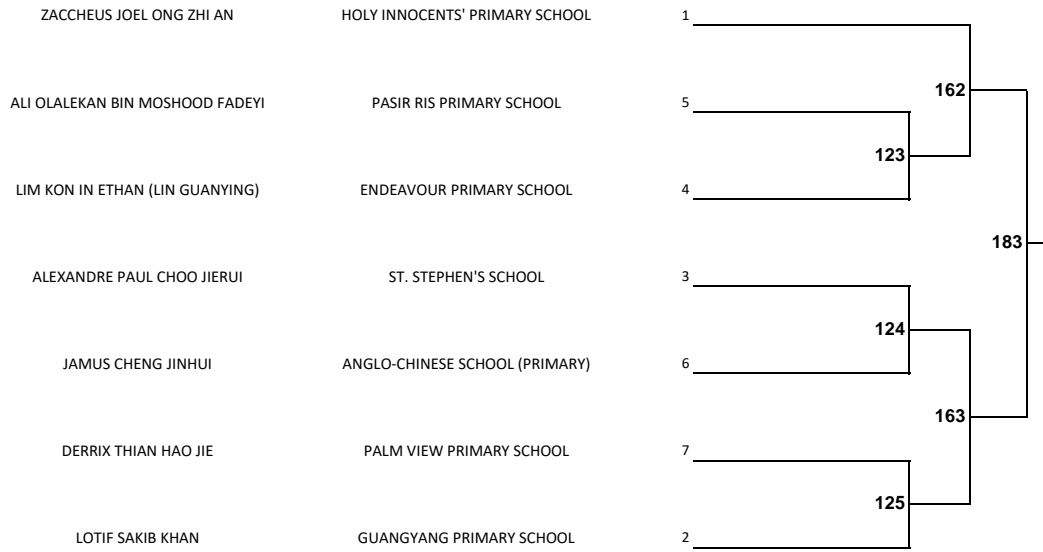 ZACCHEUS JOEL ONG ZHI AN HOLY INNOCENTS' PRIMARY SCHOOL 1
162
ALI OLALEKAN BIN MOSHOOD FADEYI PASIR RIS PRIMARY SCHOOL 5
123
LIM KON IN ETHAN (LIN GUANYING) ENDEAVOUR PRIMARY SCHOOL 4
183
ALEXANDRE PAUL CHOO JIERUI ST. STEPHEN'S SCHOOL 3
124
JAMUS CHENG JINHUI ANGLO-CHINESE SCHOOL (PRIMARY) 6
163
DERRIX THIAN HAO JIE PALM VIEW PRIMARY SCHOOL 7
125
LOTIF SAKIB KHAN GUANGYANG PRIMARY SCHOOL 2